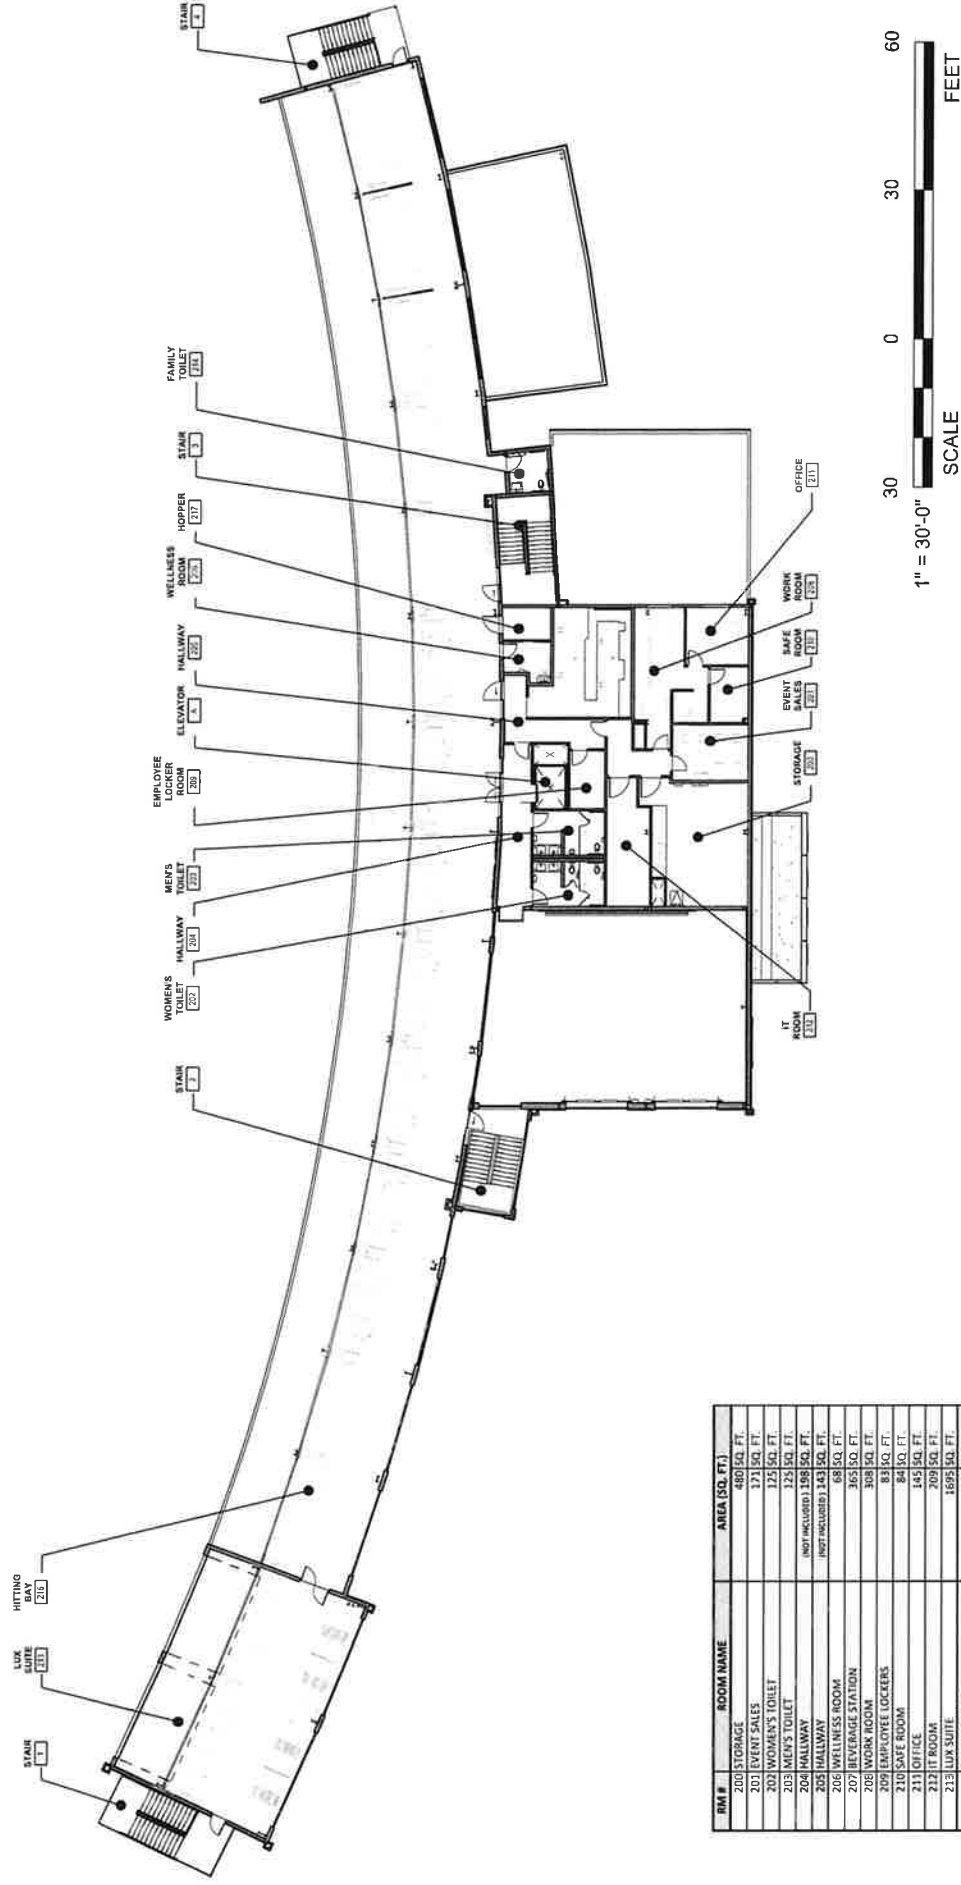 STAIR
1
LUX
SUITE
213
HITTING
BAY
216
STAIR
2
WOMEN'S
TOILET
202
HALLWAY
204
MEN'S
TOILET
203
EMPLOYEE
LOCKER
ROOM
209
ELEVATOR
A
HALLWAY
205
WELLNESS
ROOM
206
HOPPER
217
STAIR
3
FAMILY
TOILET
STAIR
4
X
IT
ROOM
212
STORAGE
200
EVENT
SALES
201
SAFE
ROOM
210
WORK
ROOM
208
OFFICE
211
RM # ROOM NAME AREA (SQ. FT.)
200 STORAGE 480 SQ. FT.
201 EVENT SALES 171 SQ. FT.
202 WOMEN'S TOILET 125 SQ. FT.
203 MEN'S TOILET 125 SQ. FT.
204 HALLWAY (NOT INCLUDED) 198 SQ. FT.
205 HALLWAY (NOT INCLUDED) 143 SQ. FT.
206 WELLNESS ROOM 68 SQ. FT.
207 BEVERAGE STATION 365 SQ. FT.
208 WORK ROOM 308 SQ. FT.
209 EMPLOYEE LOCKERS 83 SQ. FT.
210 SAFE ROOM 84 SQ. FT.
211 OFFICE 145 SQ. FT.
212 IT ROOM 209 SQ. FT.
213 LUX SUITE 1695 SQ. FT.
30 0 30 60
1" = 30'-0" SCALE FEET